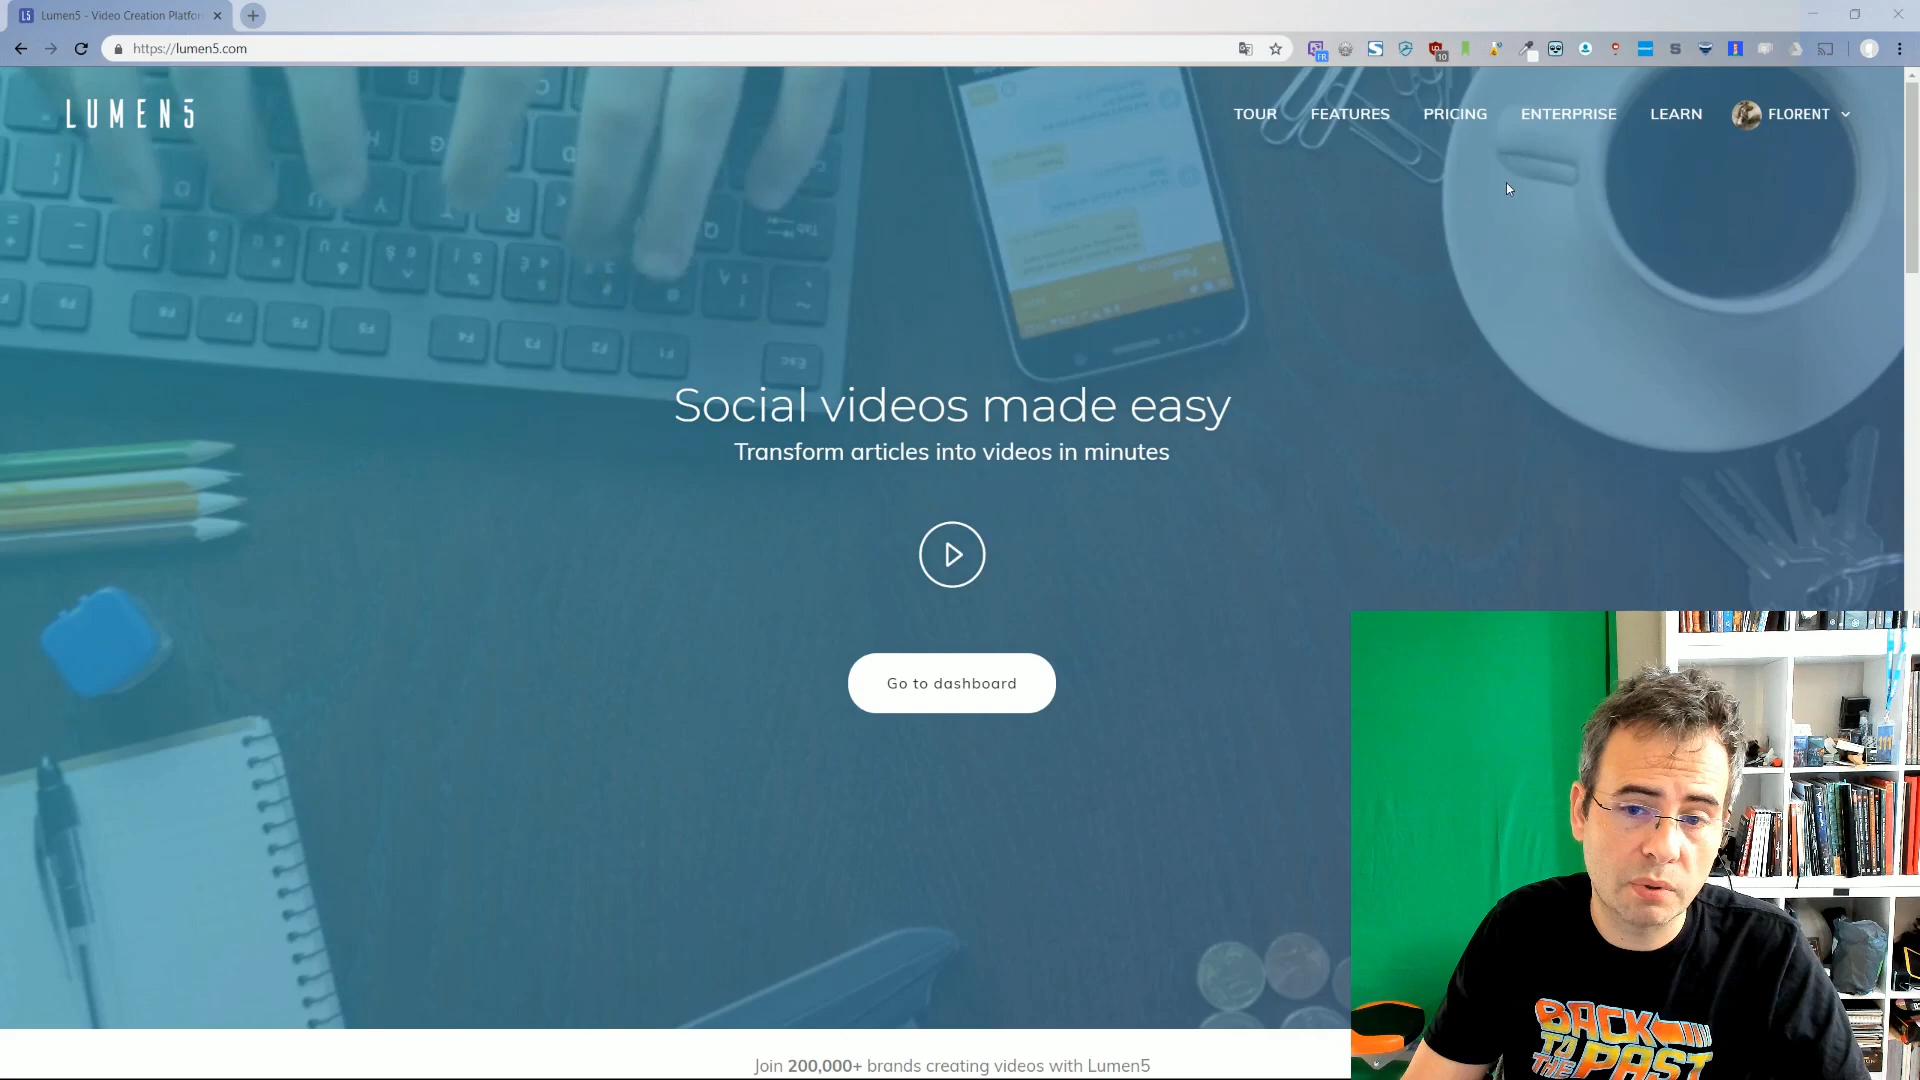 Lumen5 - Video Creation Platfor
https://lumen5.com
FR
10
LUMEN5
TOUR
FEATURES
PRICING
ENTERPRISE
LEARN
FLORENT
Social videos made easy
Transform articles into videos in minutes
Go to dashboard
Join 200,000+ brands creating videos with Lumen5
BACK
TO THE PAST